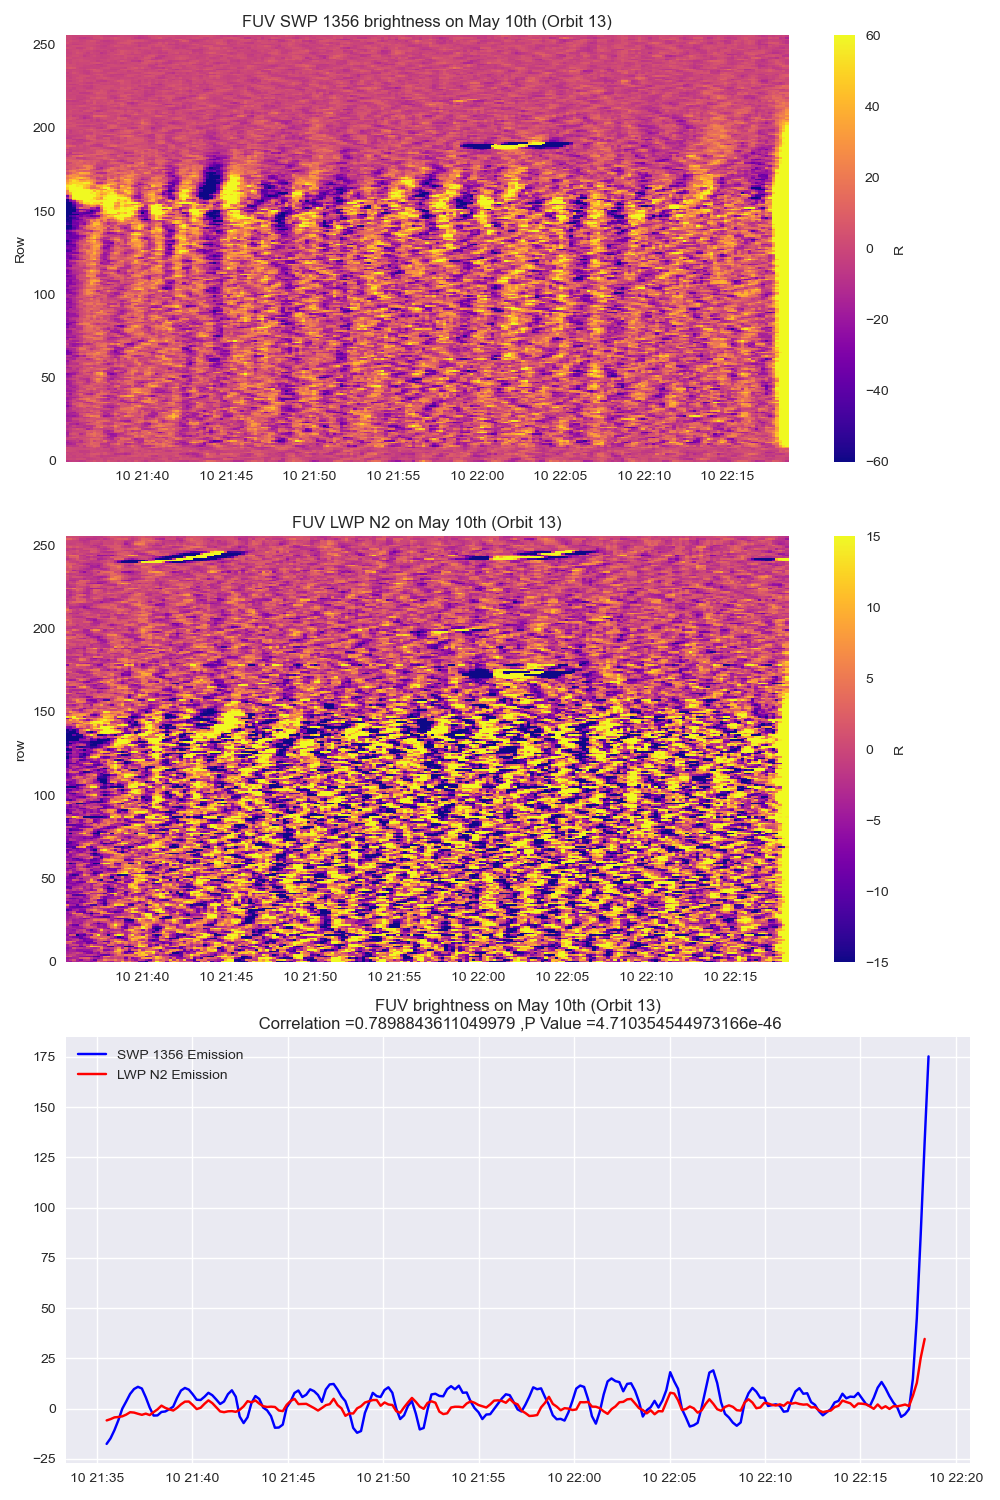 FUV SWP 1356 brightness on May 10th (Orbit 13)
250
200
150
100
50
0
Row
10 21:40 10 21:45 10 21:50 10 21:55 10 22:00 10 22:05 10 22:10 10 22:15
60
40
20
0
−20
−40
−60
R
FUV LWP N2 on May 10th (Orbit 13)
250
200
150
100
50
0
row
10 21:40 10 21:45 10 21:50 10 21:55 10 22:00 10 22:05 10 22:10 10 22:15
15
10
5
0
−5
−10
−15
R
FUV brightness on May 10th (Orbit 13)
Correlation =0.7898843611049979 ,P Value =4.710354544973166e-46
SWP 1356 Emission
LWP N2 Emission
175
150
125
100
75
50
25
0
−25
10 21:35 10 21:40 10 21:45 10 21:50 10 21:55 10 22:00 10 22:05 10 22:10 10 22:15 10 22:20